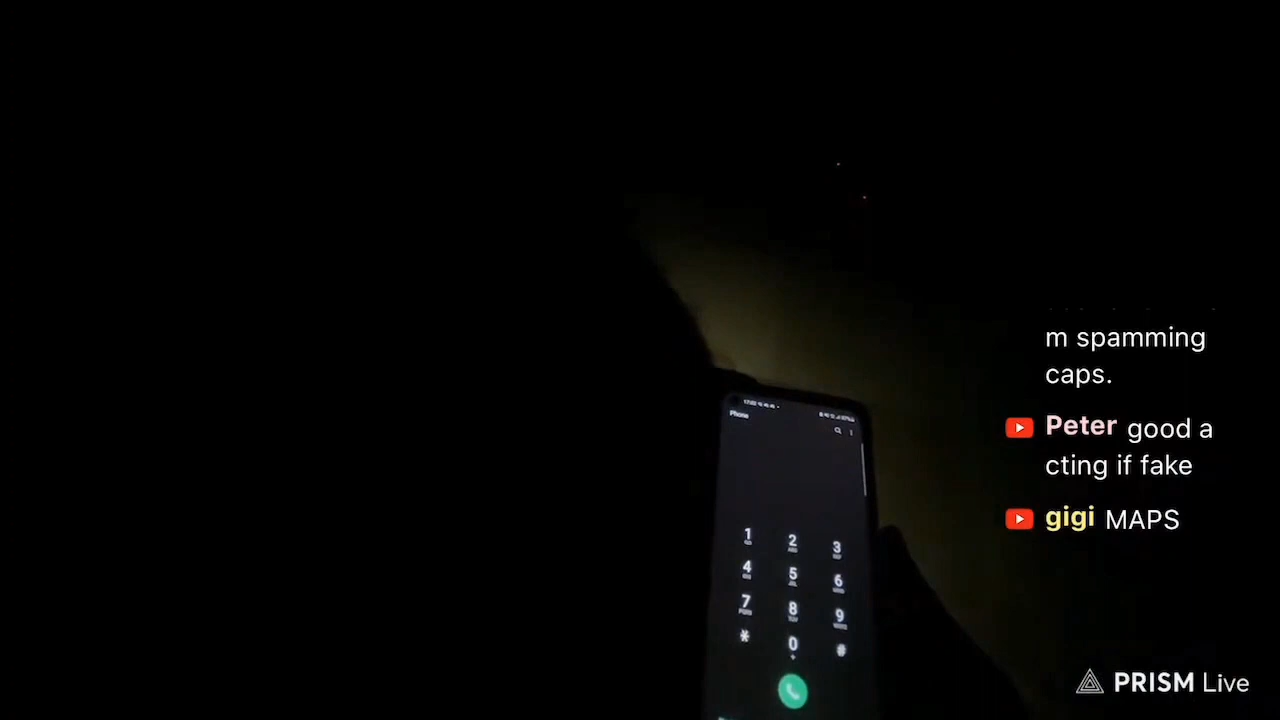 m spamming
caps.
Peter good a
cting if fake
gigi MAPS
Phone
1
2
3
4
5
6
7
8
9
*
0
#
+
PRISM Live